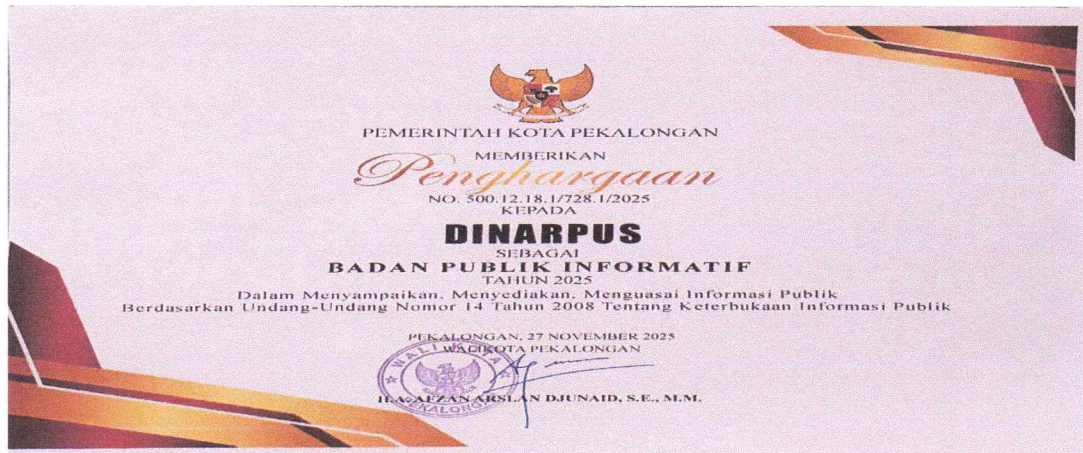 PEMERINTAH KOTA PEKALONGAN
MEMBERIKAN
Penghargaan
NO. 500.12.18.1/728.1/2025
KEPADA
DINARPUS
SEBAGAI
BADAN PUBLIK INFORMATIF
TAHUN 2025
Dalam Menyampaikan, Menyediakan, Menguasai Informasi Publik
Berdasarkan Undang-Undang Nomor 14 Tahun 2008 Tentang Keterbukaan Informasi Publik
PEKALONGAN, 27 NOVEMBER 2025
WALIKOTA PEKALONGAN
WALIKOTA
PEKALONGAN
H.A. AFZAN ARSLAN DJUNAID, S.E., M.M.